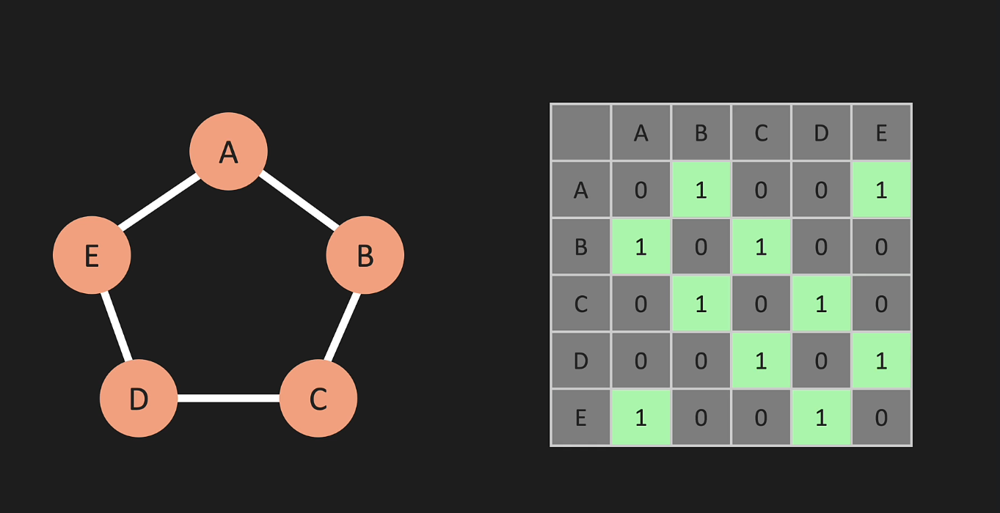 A
E
B
D
C
A B C D E
A 0 1 0 0 1
B 1 0 1 0 0
C 0 1 0 1 0
D 0 0 1 0 1
E 1 0 0 1 0